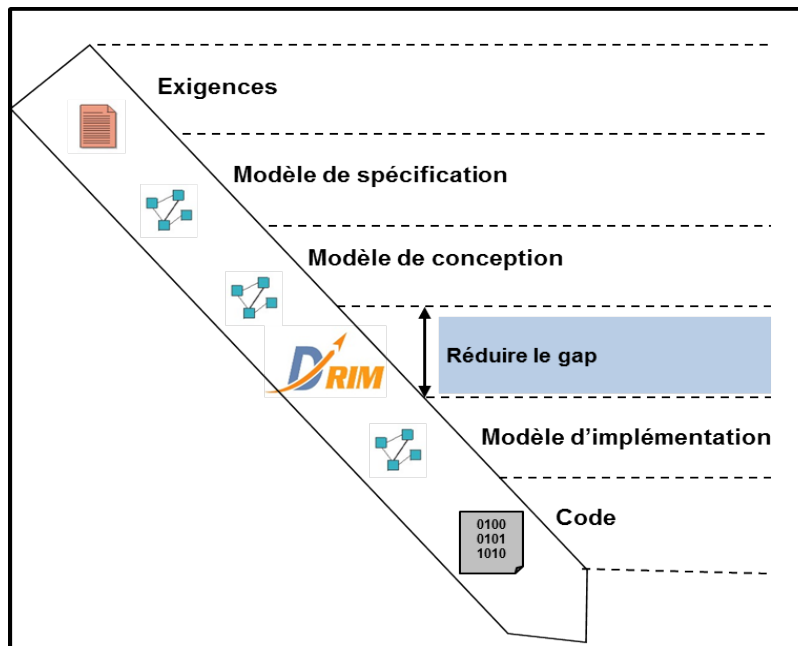 Exigences
Modèle de spécification
Modèle de conception
DRIM
Réduire le gap
Modèle d'implémentation
Code
0100
0101
1010